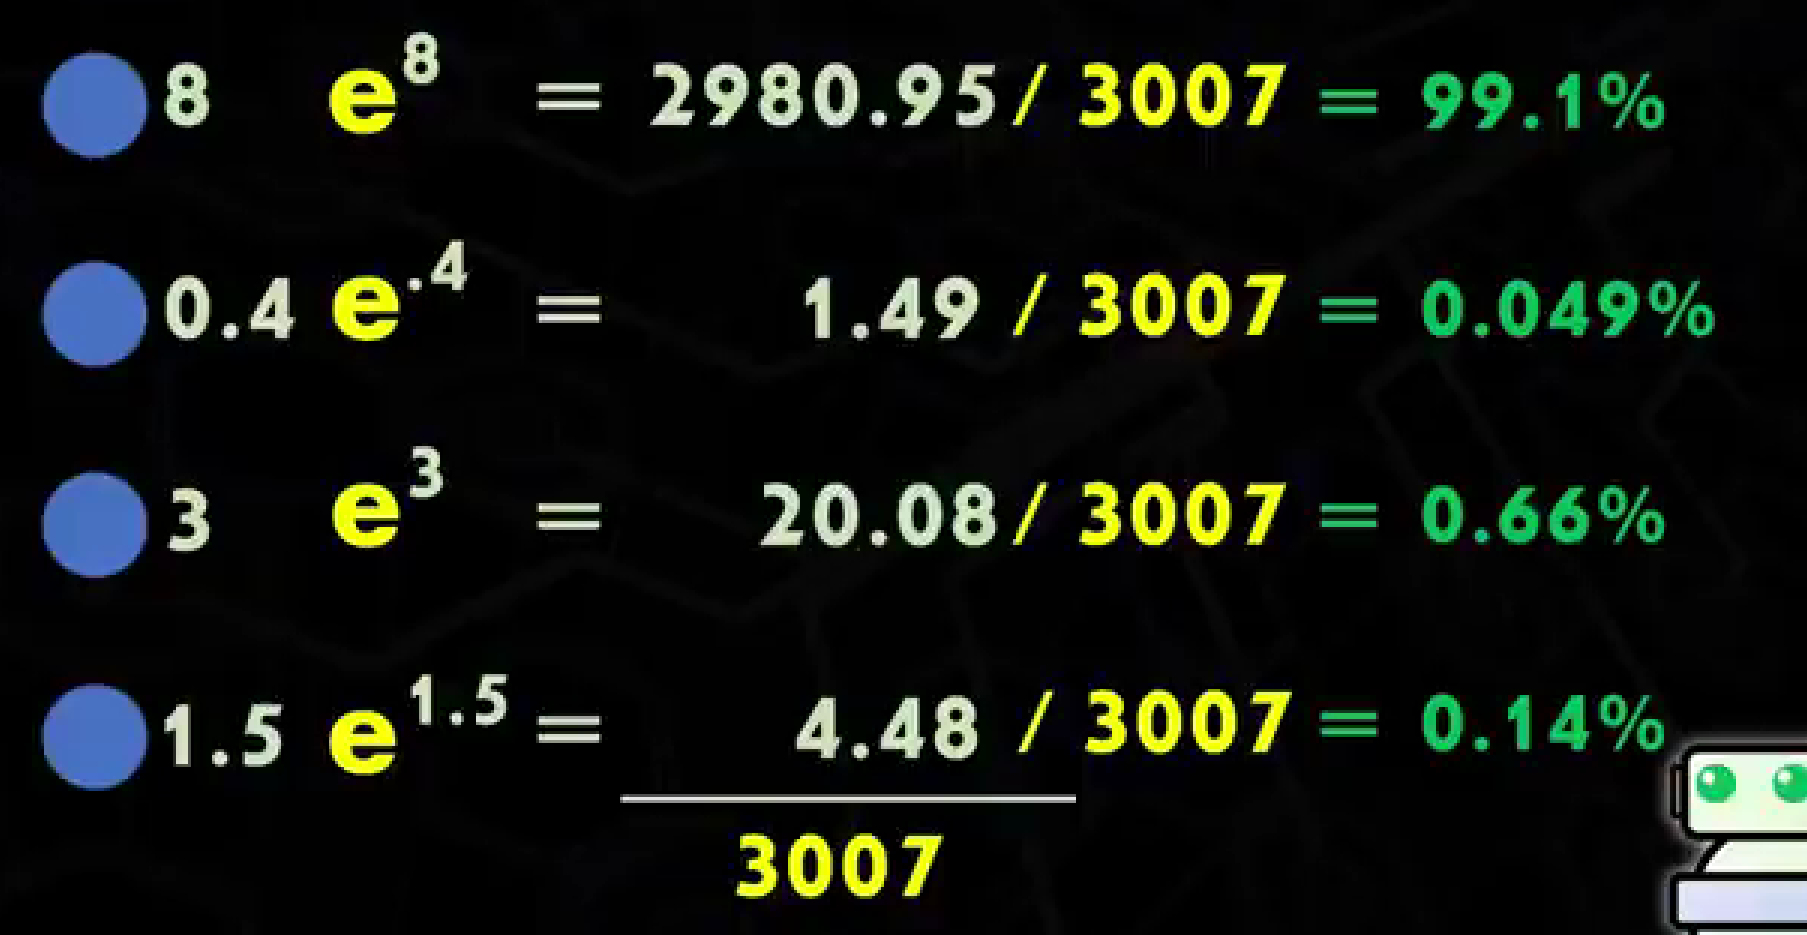 8 e^8 = 2980.95 / 3007 = 99.1%
0.4 e^.4 = 1.49 / 3007 = 0.049%
3 e^3 = 20.08 / 3007 = 0.66%
1.5 e^1.5 = 4.48 / 3007 = 0.14%
3007